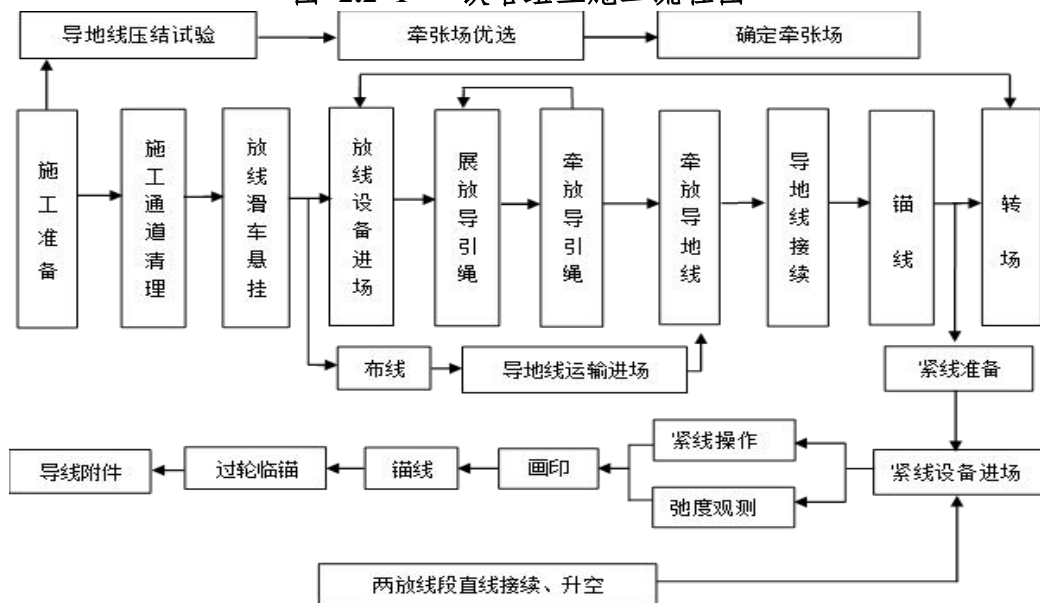 导地线压结试验
牵张场优选
确定牵张场
施工准备
施工通道清理
放线滑车悬挂
放线设备进场
展放导引绳
牵放导引绳
牵放导地线
导地线接续
锚线
转场
布线
导地线运输进场
紧线准备
紧线操作
导线附件
过轮临锚
锚线
画印
弛度观测
紧线设备进场
两放线段直线接续、升空